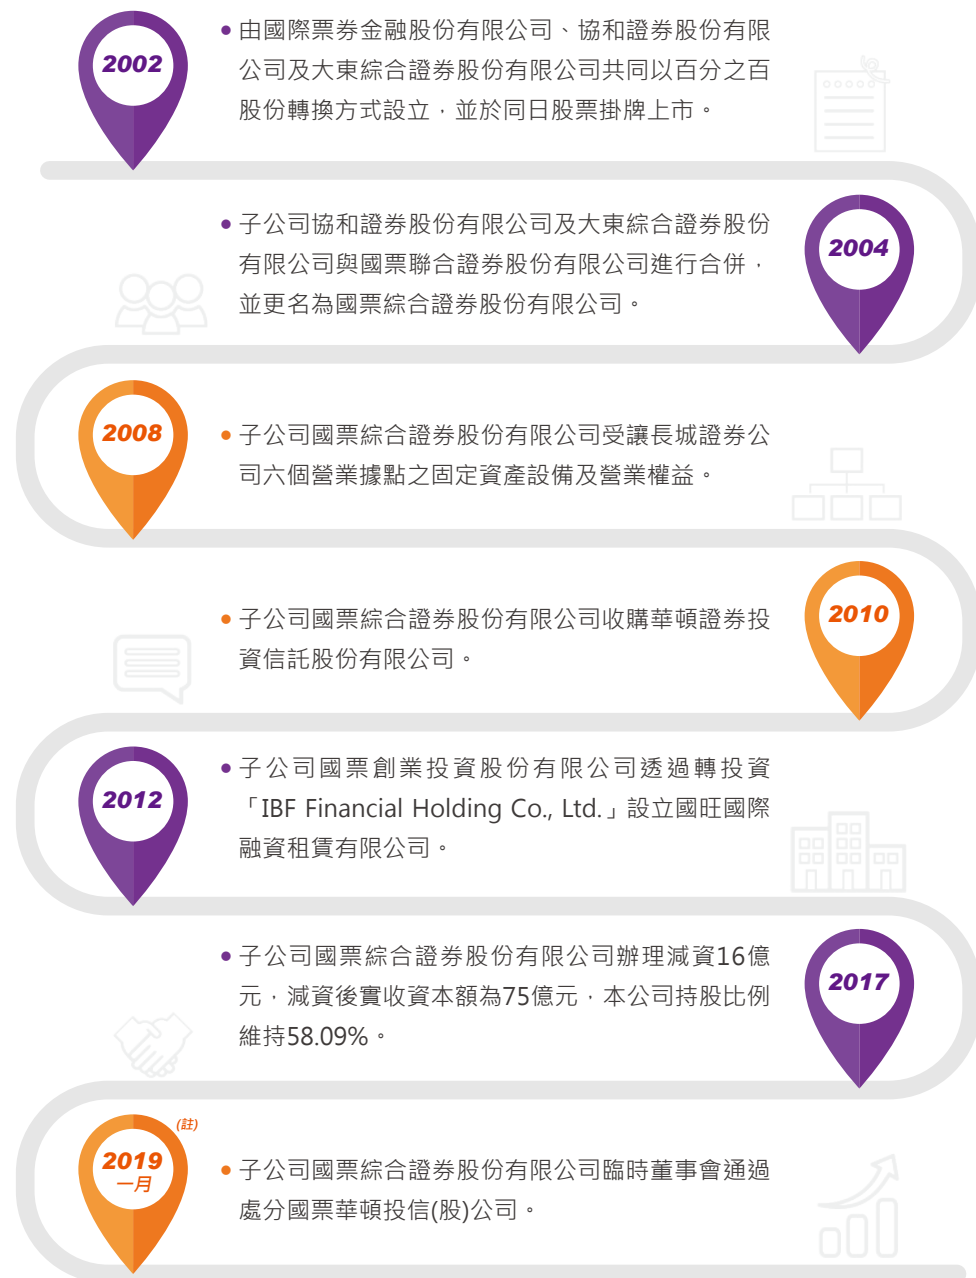 2002
●由國際票券金融股份有限公司、協和證券股份有限
公司及大東綜合證券股份有限公司共同以百分之百
股份轉換方式設立，並於同日股票掛牌上市。
●子公司協和證券股份有限公司及大東綜合證券股份
有限公司與國票聯合證券股份有限公司進行合併，
並更名為國票綜合證券股份有限公司。
2004
2008
●子公司國票綜合證券股份有限公司受讓長城證券公
司六個營業據點之固定資產設備及營業權益。
●子公司國票綜合證券股份有限公司收購華頓證券投
資信託股份有限公司。
2010
2012
●子公司國票創業投資股份有限公司透過轉投資
「IBF Financial Holding Co., Ltd.」設立國旺國際
融資租賃有限公司。
●子公司國票綜合證券股份有限公司辦理減資16億
元，減資後實收資本額為75億元，本公司持股比例
維持58.09%。
2017
(註)
2019
一月
●子公司國票綜合證券股份有限公司臨時董事會通過
處分國票華頓投信(股)公司。